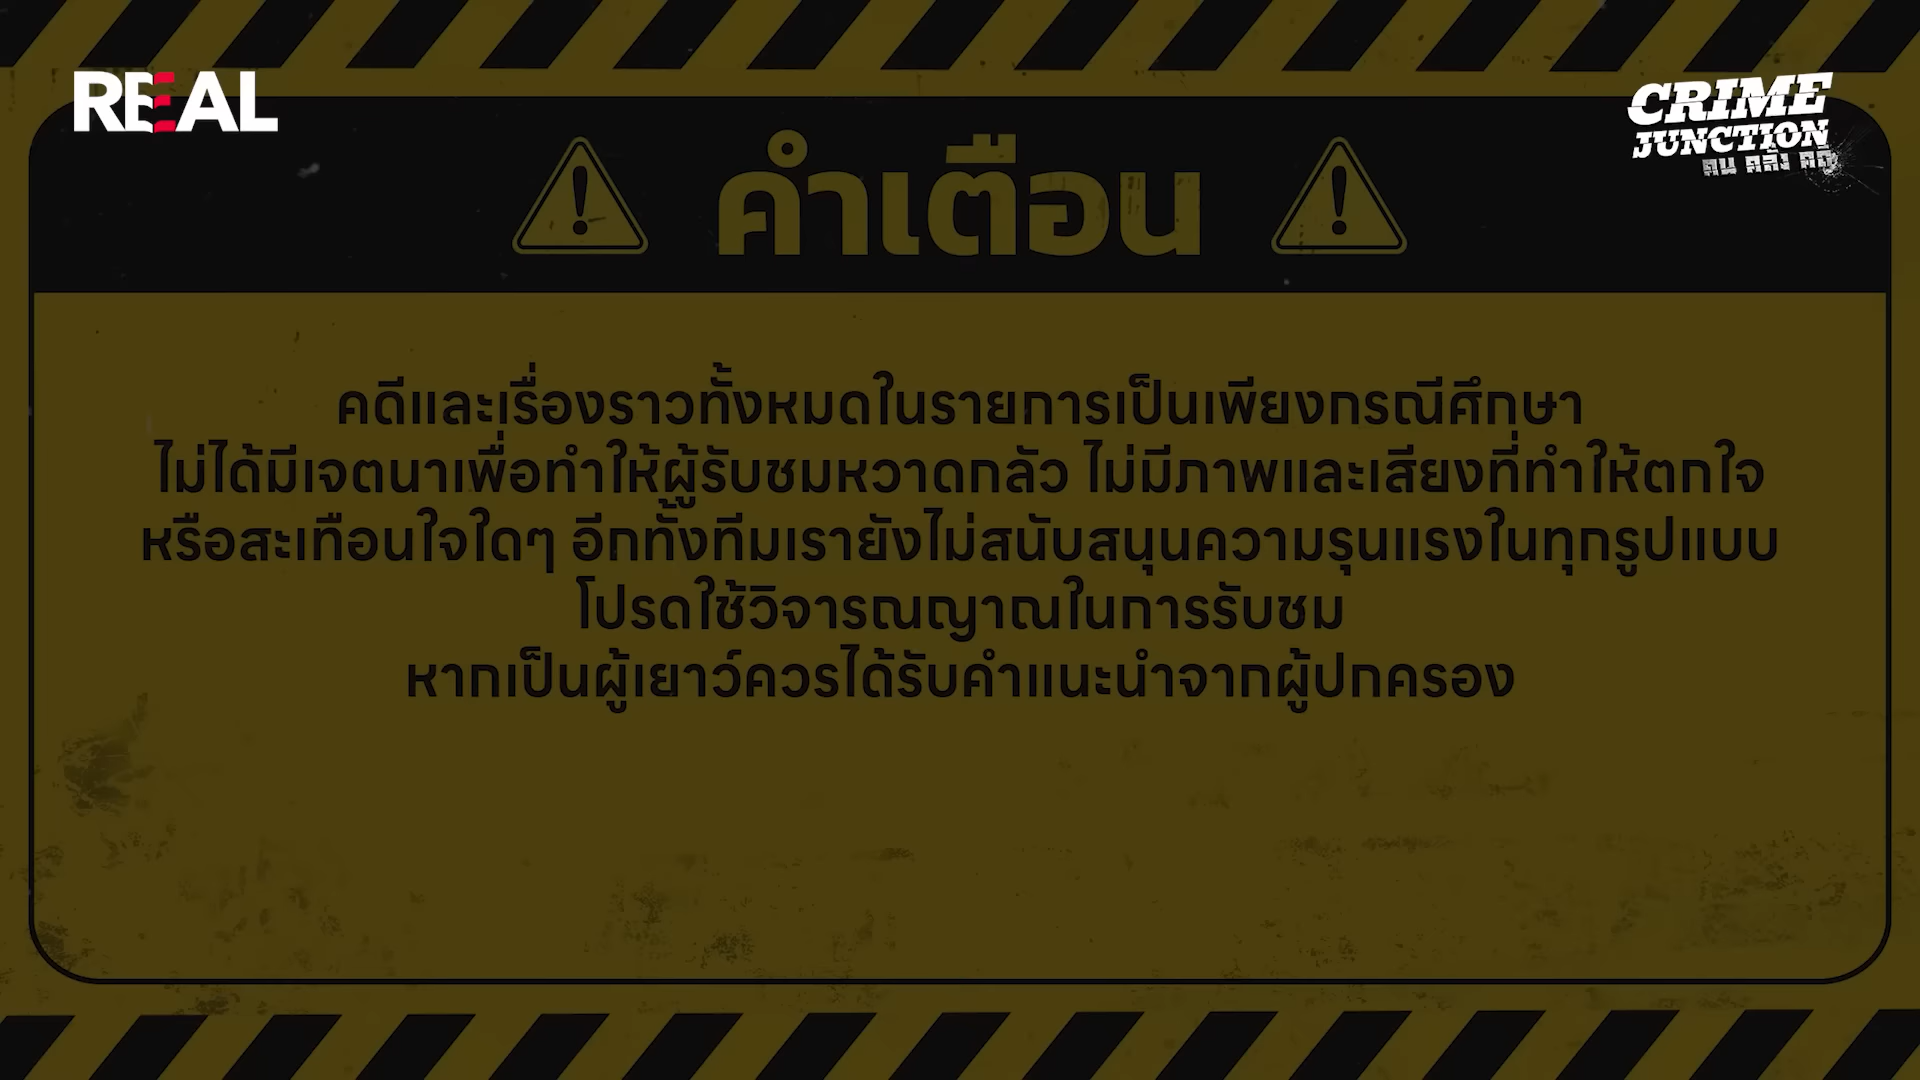 REAL
CRIME
JUNCTION
คน คลั่ง คดี
คำเตือน
คดีและเรื่องราวทั้งหมดในรายการเป็นเพียงกรณีศึกษา
ไม่ได้มีเจตนาเพื่อทำให้ผู้รับชมหวาดกลัว ไม่มีภาพและเสียงที่ทำให้ตกใจ
หรือสะเทือนใจใดๆ อีกทั้งทีมเรายังไม่สนับสนุนความรุนแรงในทุกรูปแบบ
โปรดใช้วิจารณญาณในการรับชม
หากเป็นผู้เยาว์ควรได้รับคำแนะนำจากผู้ปกครอง